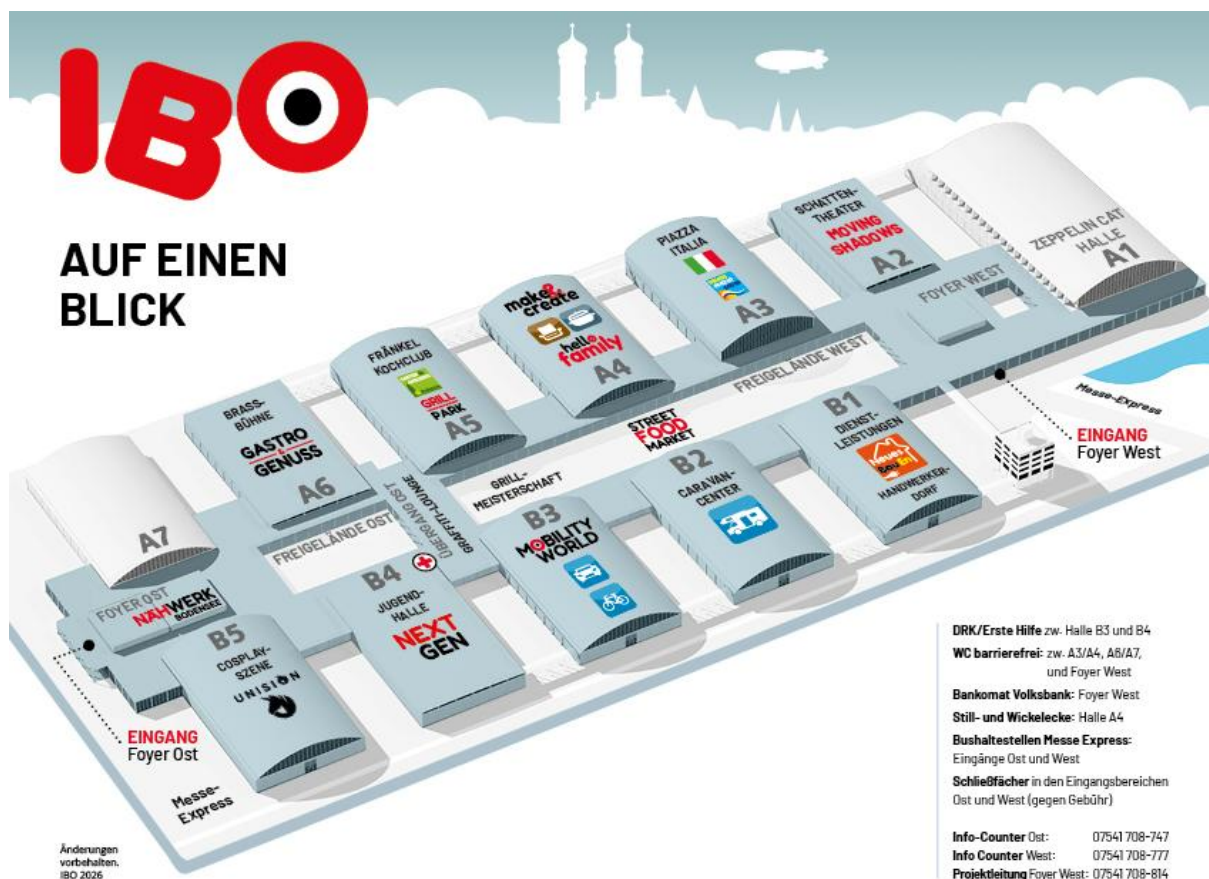 IBO
AUF EINEN
BLICK
ZEPPELIN CAT
HALLE
A1
SCHATTEN-
THEATER
MOVING
SHADOWS
A2
FOYER WEST
PIAZZA
ITALIA
A3
make&
create
hello
family
A4
FRÄNKEL
KOCHCLUB
GRILL
PARK
A5
BRASS-
BÜHNE
GASTRO
&
GENUSS
A6
A7
FREIGELÄNDE WEST
STREET
FOOD
MARKET
GRILL-
MEISTERSCHAFT
ÜBERGANG OST
GRAFFITI-LOUNGE
FREIGELÄNDE OST
FOYER OST
NÄHWERK
BODENSEE
B1
DIENST-
LEISTUNGEN
Neues
BauEn
HANDWERKER-
DORF
B2
CARAVAN-
CENTER
B3
MOBILITY
WORLD
B4
JUGEND-
HALLE
NEXT
GEN
B5
COSPLAY-
SZENE
UNISION
Messe-Express
EINGANG
Foyer West
EINGANG
Foyer Ost
Messe-
Express
DRK/Erste Hilfe zw. Halle B3 und B4
WC barrierefrei: zw. A3/A4, A6/A7,
und Foyer West
Bankomat Volksbank: Foyer West
Still- und Wickelecke: Halle A4
Bushaltestellen Messe Express:
Eingänge Ost und West
Schließfächer in den Eingangsbereichen
Ost und West (gegen Gebühr)
Info-Counter Ost: 07541 708-747
Info Counter West: 07541 708-777
Projektleitung Foyer West: 07541 708-814
Änderungen
vorbehalten.
IBO 2026